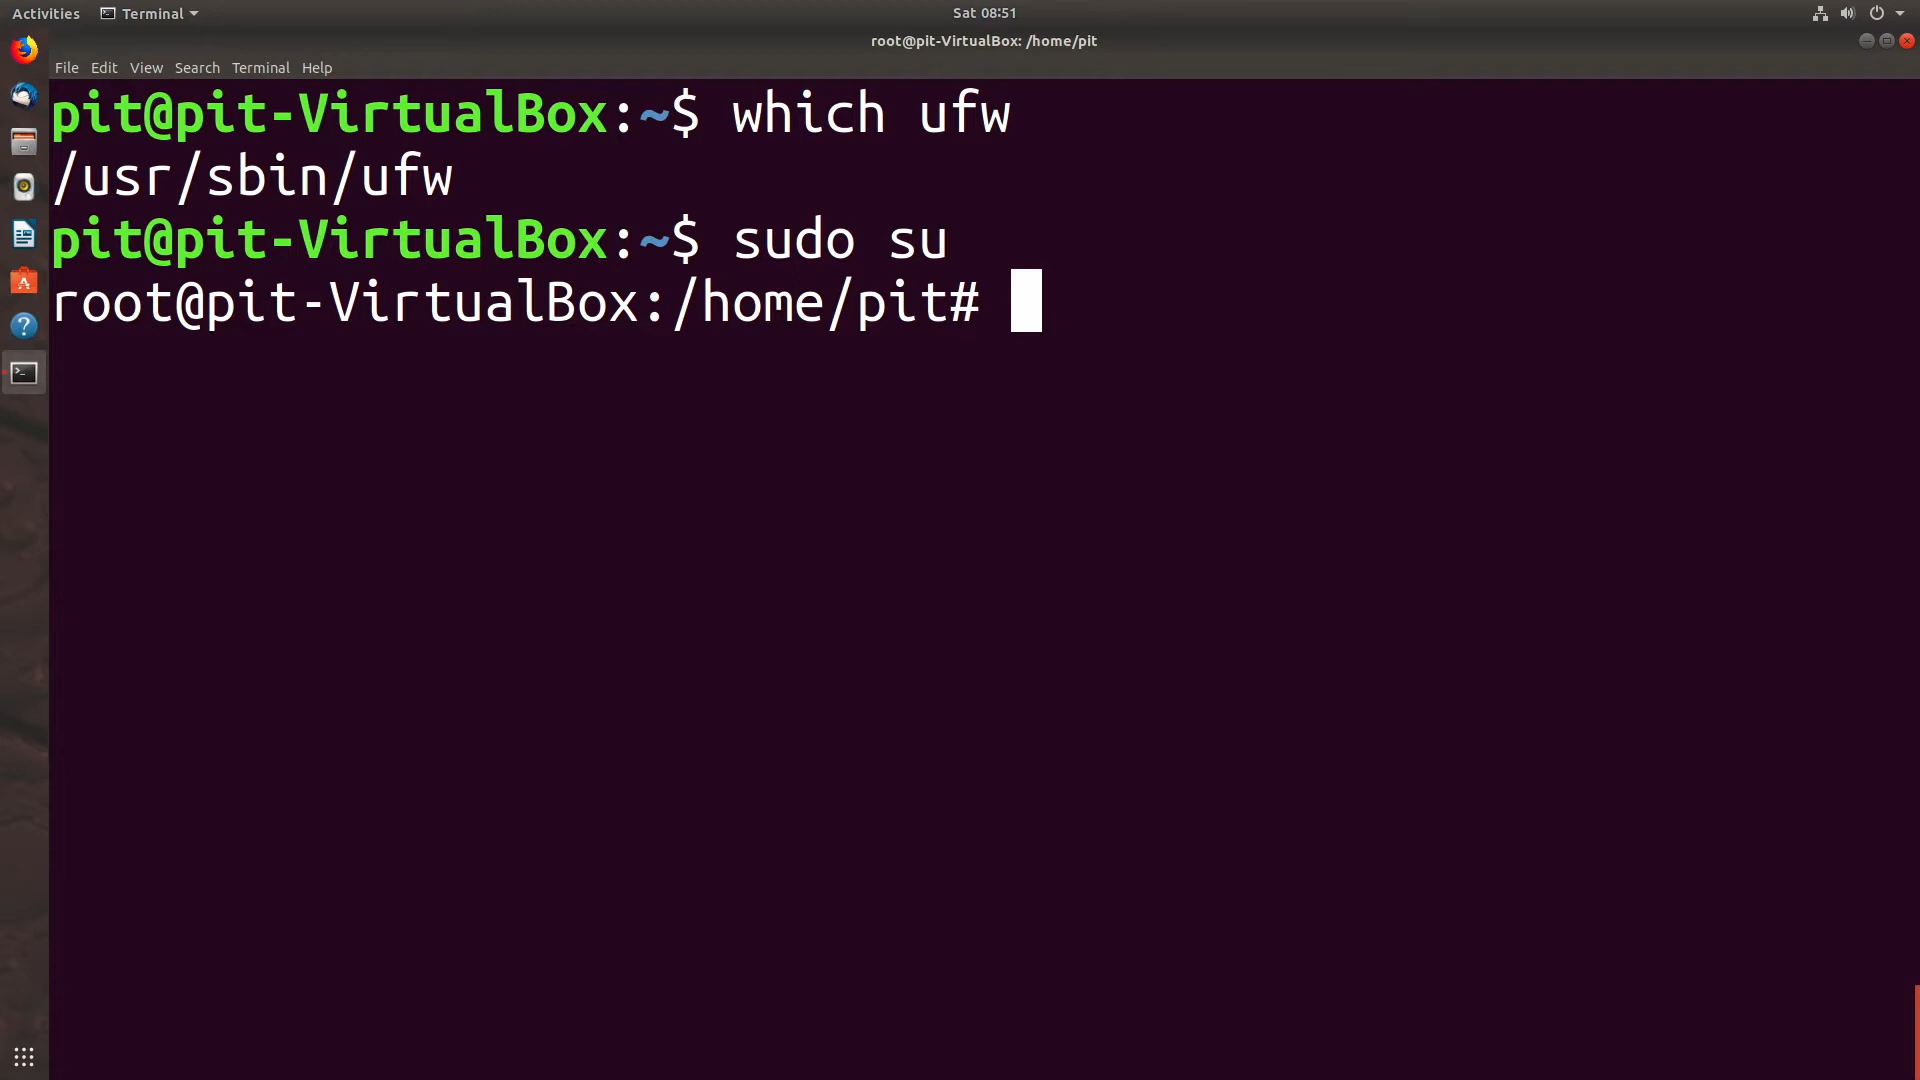 Activities Terminal Sat 08:51
root@pit-VirtualBox: /home/pit
File Edit View Search Terminal Help
pit@pit-VirtualBox:~$ which ufw
/usr/sbin/ufw
pit@pit-VirtualBox:~$ sudo su
root@pit-VirtualBox:/home/pit#